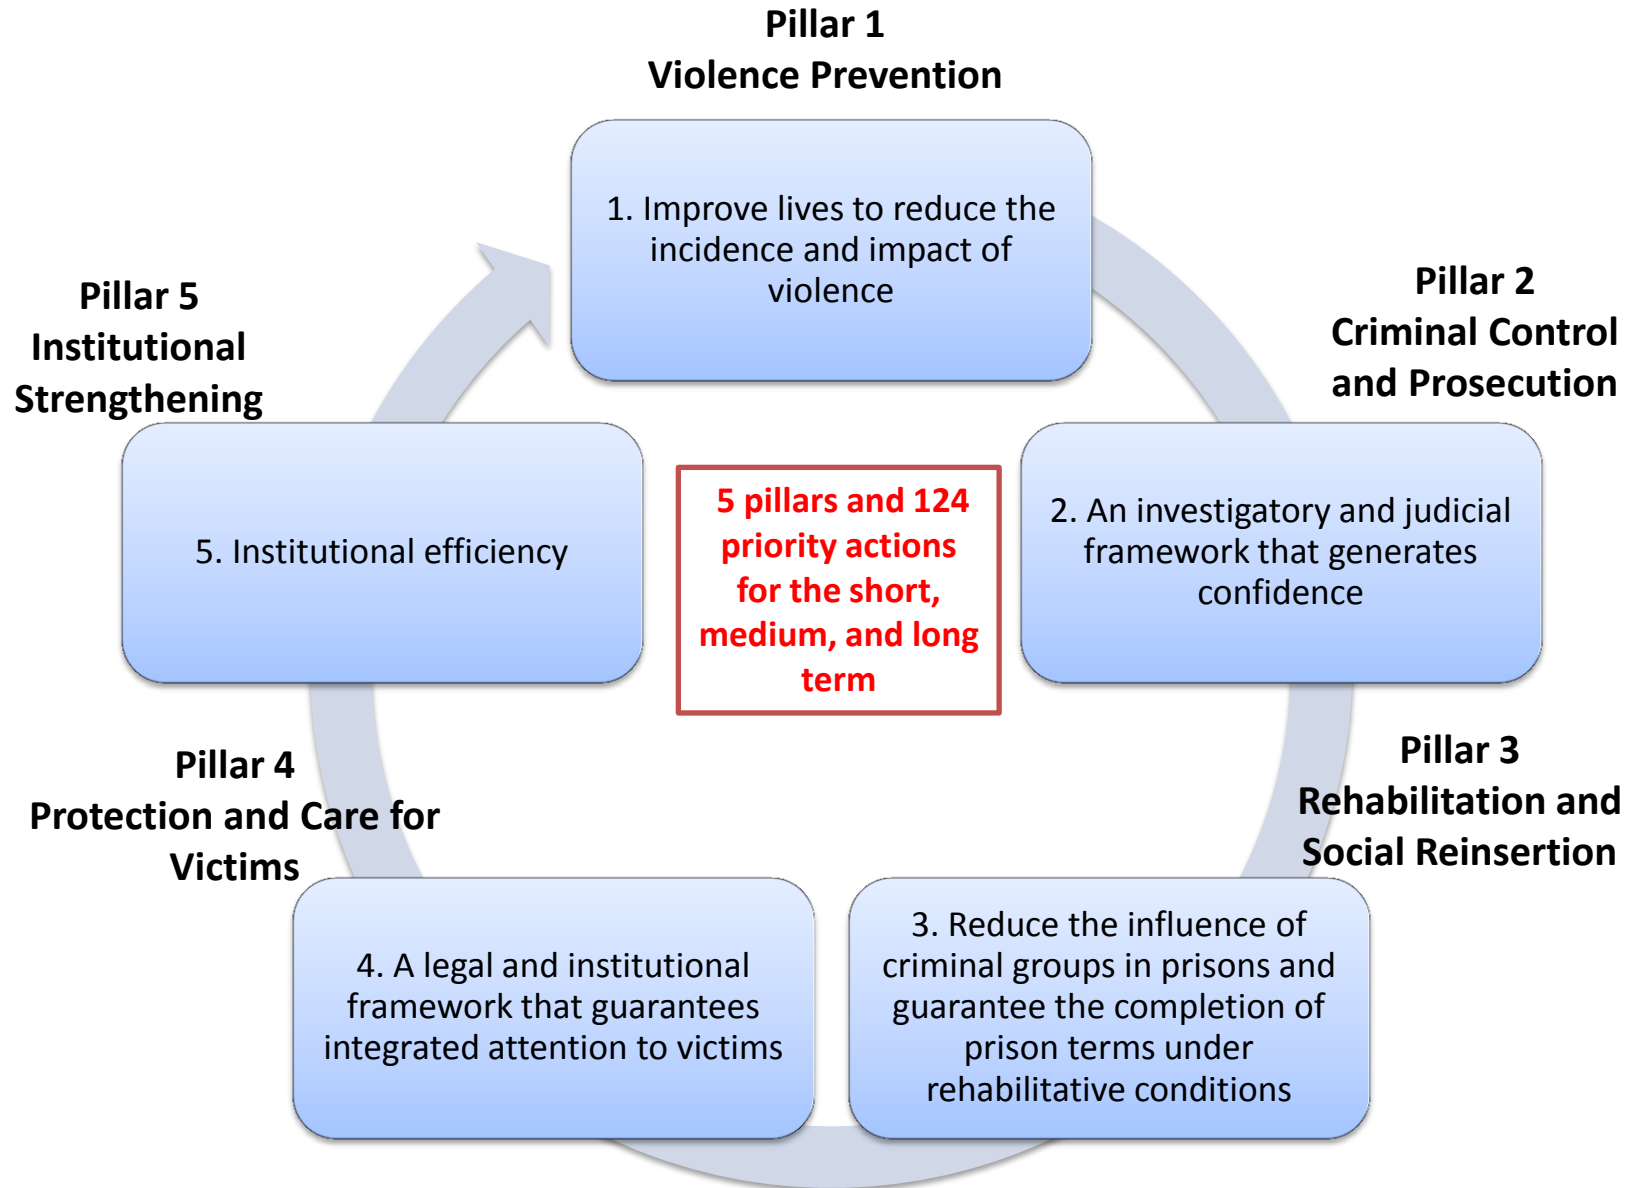 Pillar 1
Violence Prevention
1. Improve lives to reduce the
incidence and impact of
violence
Pillar 2
Criminal Control
and Prosecution
2. An investigatory and judicial
framework that generates
confidence
Pillar 3
Rehabilitation and
Social Reinsertion
3. Reduce the influence of
criminal groups in prisons and
guarantee the completion of
prison terms under
rehabilitative conditions
Pillar 4
Protection and Care for
Victims
4. A legal and institutional
framework that guarantees
integrated attention to victims
Pillar 5
Institutional
Strengthening
5. Institutional efficiency
5 pillars and 124
priority actions
for the short,
medium, and long
term